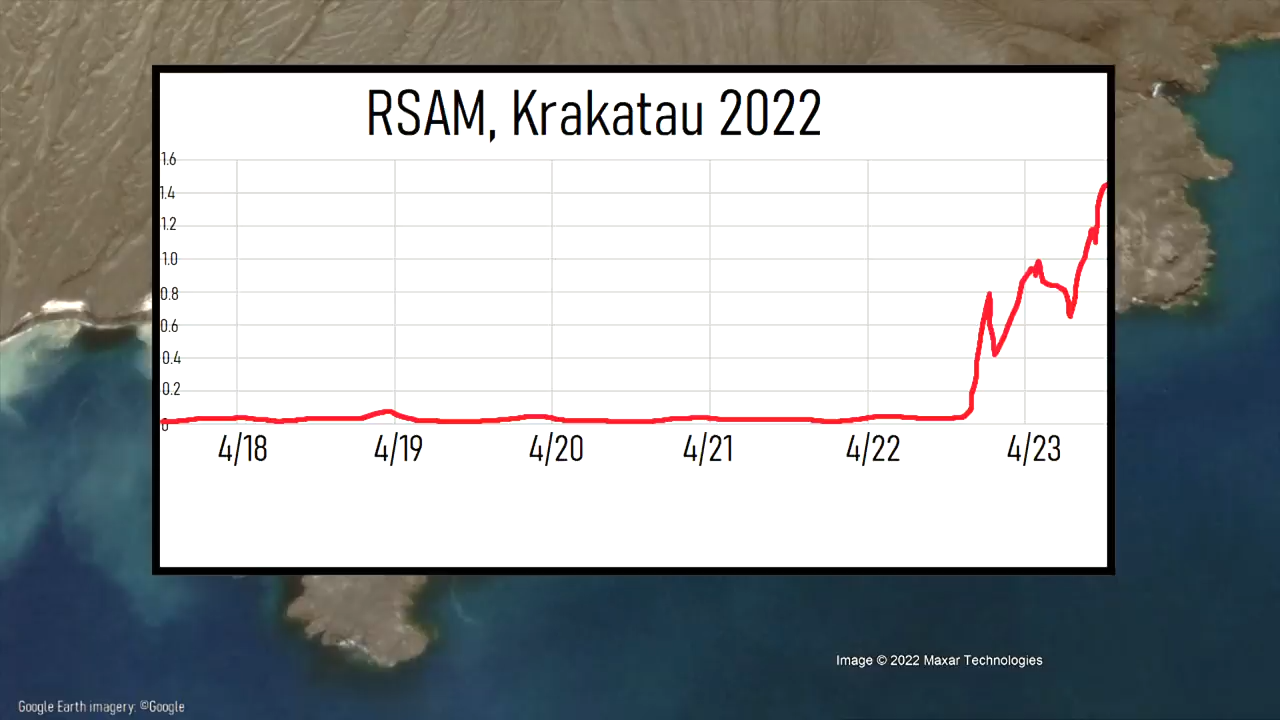 RSAM, Krakatau 2022
1.6
1.4
1.2
1.0
0.8
0.6
0.4
0.2
0
4/18 4/19 4/20 4/21 4/22 4/23
Image © 2022 Maxar Technologies
Google Earth imagery: ©Google